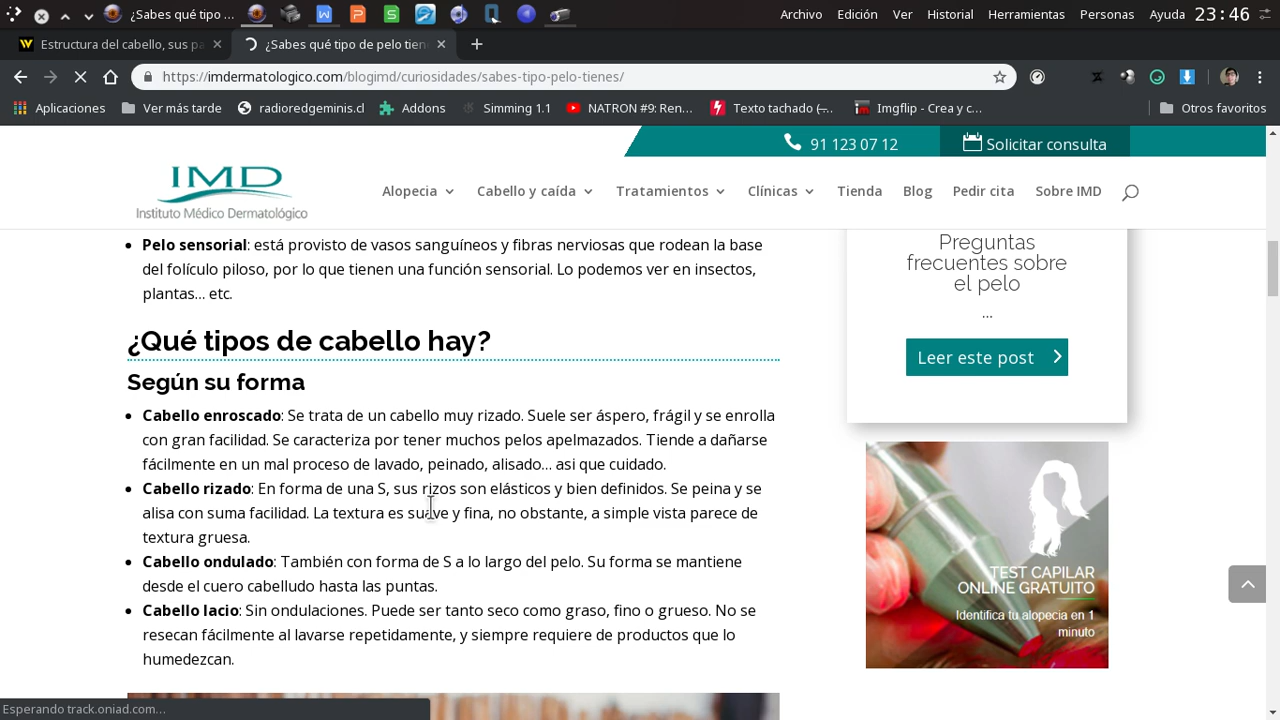 ¿Sabes qué tipo ...
Archivo Edición Ver Historial Herramientas Personas Ayuda 23:46
Estructura del cabello, sus pa
¿Sabes qué tipo de pelo tien
https://imdermatologico.com/blogimd/curiosidades/sabes-tipo-pelo-tienes/
Aplicaciones Ver más tarde radioredgeminis.cl Addons Simming 1.1 NATRON #9: Ren... Texto tachado (... Imgflip - Crea y c... Otros favoritos
91 123 07 12 Solicitar consulta
IMD
Instituto Médico Dermatológico
Alopecia Cabello y caída Tratamientos Clínicas Tienda Blog Pedir cita Sobre IMD
• Pelo sensorial: está provisto de vasos sanguíneos y fibras nerviosas que rodean la base
del folículo piloso, por lo que tienen una función sensorial. Lo podemos ver en insectos,
plantas... etc.
¿Qué tipos de cabello hay?
Según su forma
• Cabello enroscado: Se trata de un cabello muy rizado. Suele ser áspero, frágil y se enrolla
con gran facilidad. Se caracteriza por tener muchos pelos apelmazados. Tiende a dañarse
fácilmente en un mal proceso de lavado, peinado, alisado... asi que cuidado.
• Cabello rizado: En forma de una S, sus rizos son elásticos y bien definidos. Se peina y se
alisa con suma facilidad. La textura es suave y fina, no obstante, a simple vista parece de
textura gruesa.
• Cabello ondulado: También con forma de S a lo largo del pelo. Su forma se mantiene
desde el cuero cabelludo hasta las puntas.
• Cabello lacio: Sin ondulaciones. Puede ser tanto seco como graso, fino o grueso. No se
resecan fácilmente al lavarse repetidamente, y siempre requiere de productos que lo
humedezcan.
Preguntas
frecuentes sobre
el pelo
...
Leer este post
TEST CAPILAR
ONLINE GRATUITO
Identifica tu alopecia en 1
minuto
Esperando track.oniad.com...